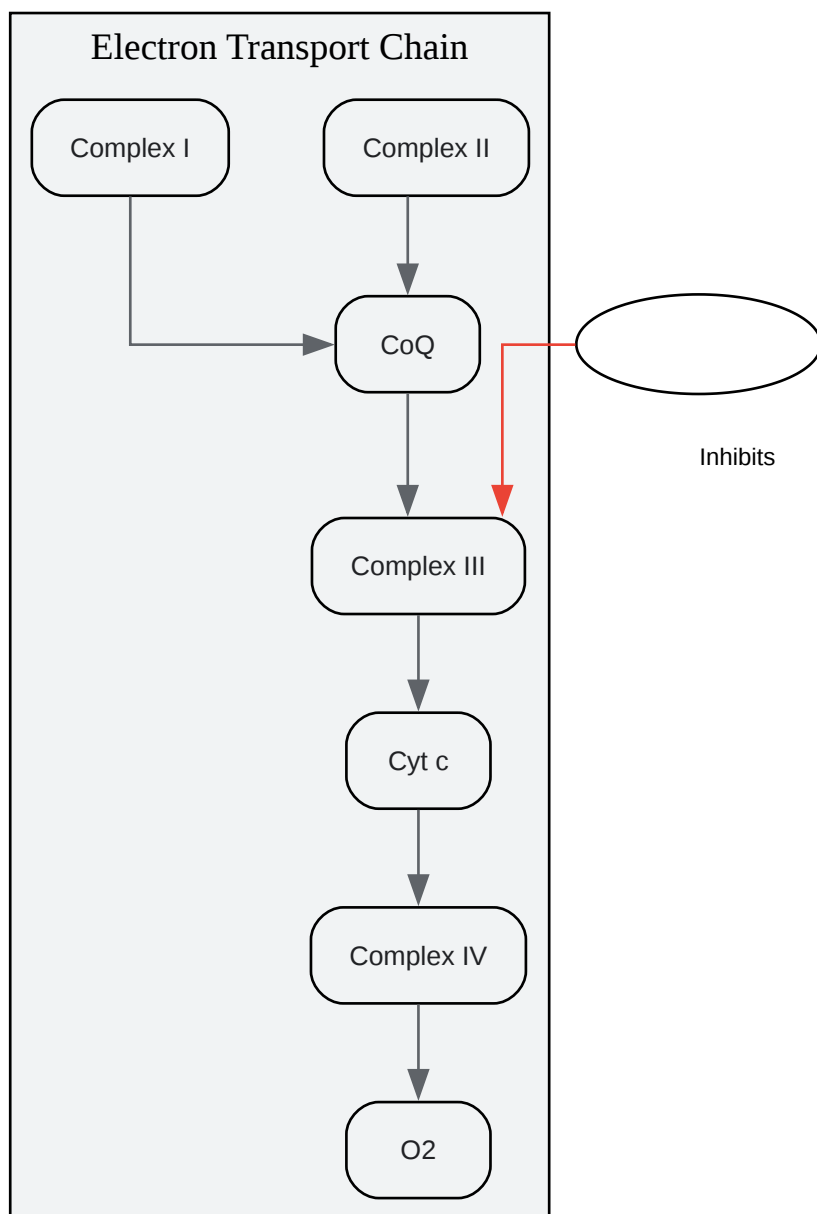 Electron Transport Chain
Complex I
Complex II
CoQ
Inhibits
Complex III
Cyt c
Complex IV
O2